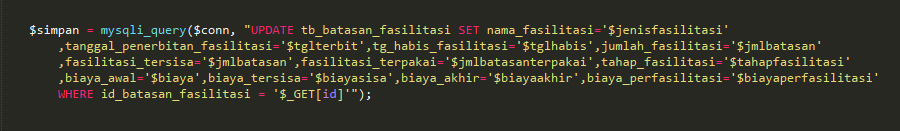 $simpan = mysqli_query($conn, "UPDATE tb_batasan_fasilitasi SET nama_fasilitasi='$jenisfasilitasi'
,tanggal_penerbitan_fasilitasi='$tglterbit',tg_habis_fasilitasi='$tglhabis',jumlah_fasilitasi='$jmlbatasan'
,fasilitasi_tersisa='$jmlbatasan',fasilitasi_terpakai='$jmlbatasanterpakai',tahap_fasilitasi='$tahapfasilitasi'
,biaya_awal='$biaya',biaya_tersisa='$biayasisa',biaya_akhir='$biayaakhir',biaya_perfasilitasi='$biayaperfasilitasi'
WHERE id_batasan_fasilitasi = '$_GET[id]'");